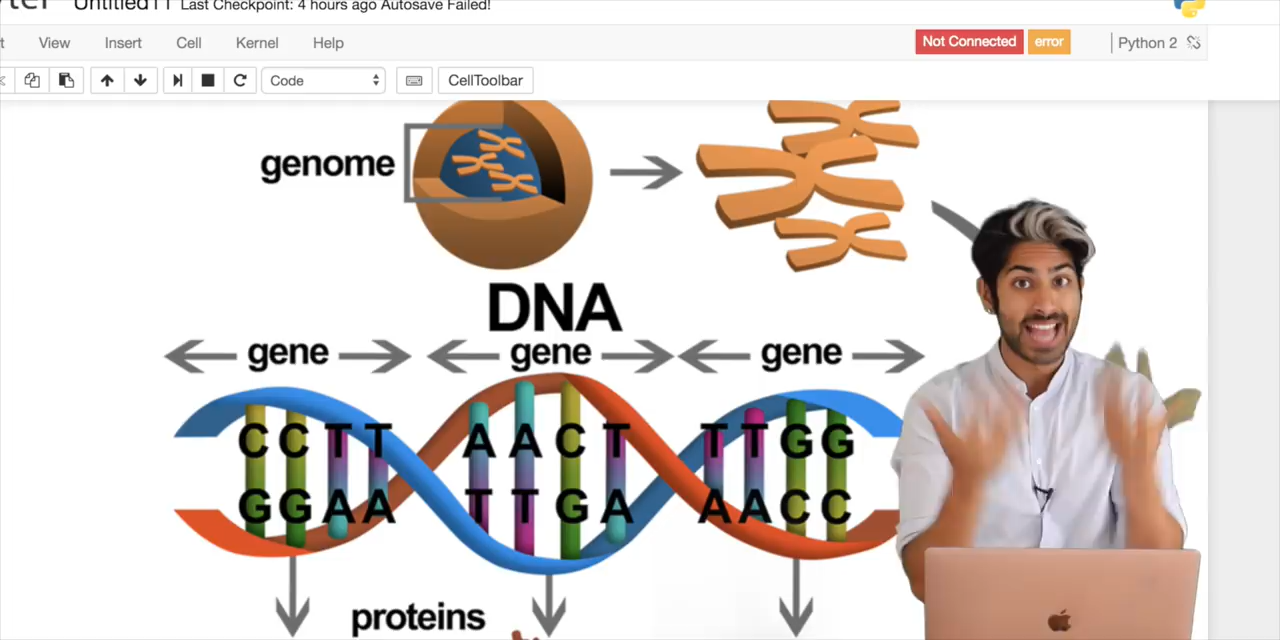 Untitled11 Last Checkpoint: 4 hours ago Autosave Failed!
View Insert Cell Kernel Help Not Connected error Python 2
Code CellToolbar
genome
DNA
gene gene gene
C C T T A A C T T T G G
G G A A T T G A A A C C
proteins